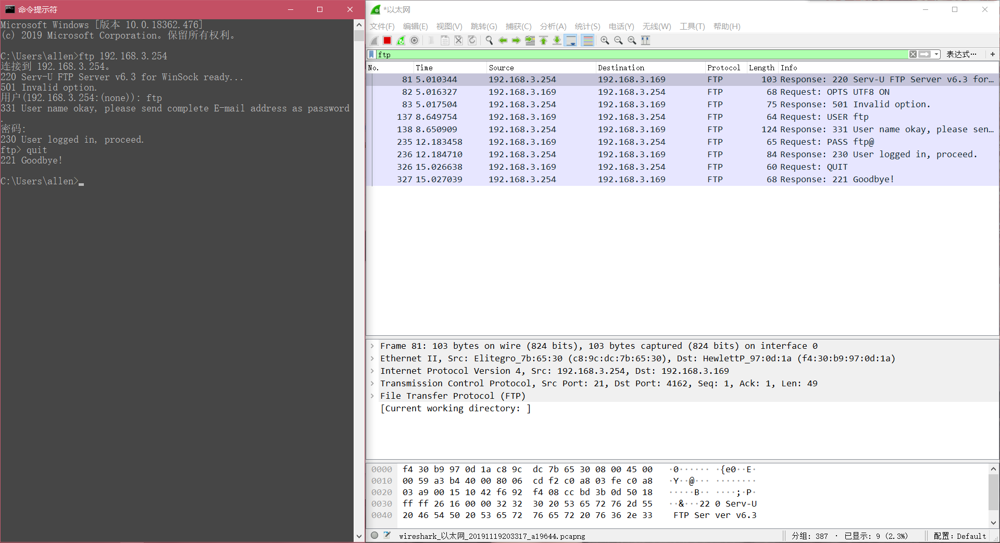 命令提示符
Microsoft Windows [版本 10.0.18362.476]
(c) 2019 Microsoft Corporation。保留所有权利。
C:\Users\allen>ftp 192.168.3.254
连接到 192.168.3.254。
220 Serv-U FTP Server v6.3 for WinSock ready...
501 Invalid option.
用户(192.168.3.254:(none)): ftp
331 User name okay, please send complete E-mail address as password
.
密码:
230 User logged in, proceed.
ftp> quit
221 Goodbye!
C:\Users\allen>
*以太网
文件(F) 编辑(E) 视图(V) 跳转(G) 捕获(C) 分析(A) 统计(S) 电话(Y) 无线(W) 工具(T) 帮助(H)
ftp 表达式… +
No. Time Source Destination Protocol Length Info
81 5.010344 192.168.3.254 192.168.3.169 FTP 103 Response: 220 Serv-U FTP Server v6.3 for…
82 5.016327 192.168.3.169 192.168.3.254 FTP 68 Request: OPTS UTF8 ON
83 5.017504 192.168.3.254 192.168.3.169 FTP 75 Response: 501 Invalid option.
137 8.649754 192.168.3.169 192.168.3.254 FTP 64 Request: USER ftp
138 8.650909 192.168.3.254 192.168.3.169 FTP 124 Response: 331 User name okay, please sen…
235 12.183458 192.168.3.169 192.168.3.254 FTP 65 Request: PASS ftp@
236 12.184710 192.168.3.254 192.168.3.169 FTP 84 Response: 230 User logged in, proceed.
326 15.026638 192.168.3.169 192.168.3.254 FTP 60 Request: QUIT
327 15.027039 192.168.3.254 192.168.3.169 FTP 68 Response: 221 Goodbye!
Frame 81: 103 bytes on wire (824 bits), 103 bytes captured (824 bits) on interface 0
Ethernet II, Src: Elitegro_7b:65:30 (c8:9c:dc:7b:65:30), Dst: HewlettP_97:0d:1a (f4:30:b9:97:0d:1a)
Internet Protocol Version 4, Src: 192.168.3.254, Dst: 192.168.3.169
Transmission Control Protocol, Src Port: 21, Dst Port: 4162, Seq: 1, Ack: 1, Len: 49
File Transfer Protocol (FTP)
[Current working directory: ]
0000 f4 30 b9 97 0d 1a c8 9c dc 7b 65 30 08 00 45 00 ·0······ ·{e0··E·
0010 00 59 a3 b4 40 00 80 06 cd f2 c0 a8 03 fe c0 a8 ·Y··@··· ········
0020 03 a9 00 15 10 42 f6 92 f4 08 cc bd 3b 0d 50 18 ·····B·· ····;·P·
0030 ff ff 26 16 00 00 32 32 30 20 53 65 72 76 2d 55 ··&···22 0 Serv-U
0040 20 46 54 50 20 53 65 72 76 65 72 20 76 36 2e 33 FTP Ser ver v6.3
wireshark_以太网_20191119203317_a19644.pcapng 分组: 387 · 已显示: 9 (2.3%) 配置: Default